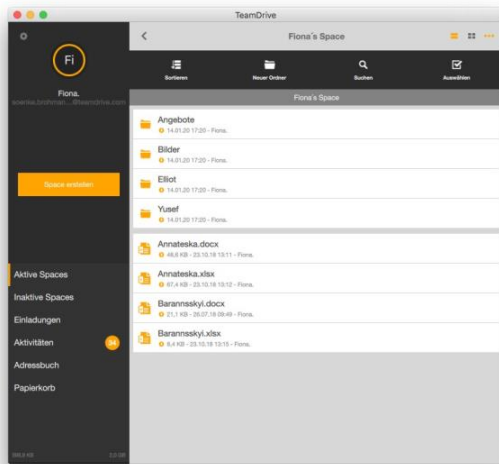 TeamDrive
Fi
Fiona.
Space erstellen
Aktive Spaces
Inaktive Spaces
Einladungen
Aktivitäten 34
Adressbuch
Papierkorb
2,0 GB
Fiona´s Space
Sortieren
Neuer Ordner
Suchen
Auswählen
Fiona´s Space
Angebote
14.01.20 17:20 - Fiona.
Bilder
14.01.20 17:20 - Fiona.
Elliot
14.01.20 17:20 - Fiona.
Yusef
14.01.20 17:20 - Fiona.
Annateska.docx
48,6 KB - 23.10.18 13:11 - Fiona.
Annateska.xlsx
67,4 KB - 23.10.18 13:12 - Fiona.
Barannsskyi.docx
21,1 KB - 26.07.18 09:49 - Fiona.
Barannsskyi.xlsx
6,4 KB - 23.10.18 13:15 - Fiona.